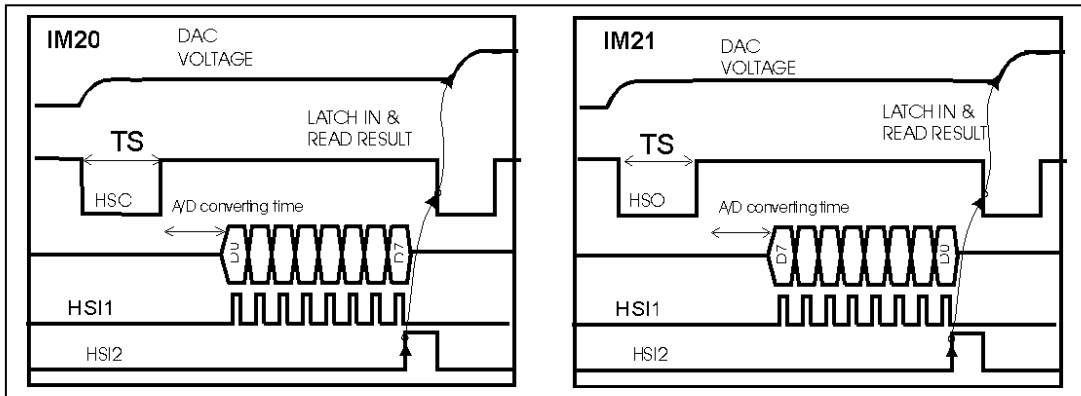 IM20
DAC
VOLTAGE
LATCH IN &
READ RESULT
TS
HSC
A/D converting time
D0
D7
HSI1
HSI2
IM21
DAC
VOLTAGE
LATCH IN &
READ RESULT
TS
HSO
A/D converting time
D7
D0
HSI1
HSI2